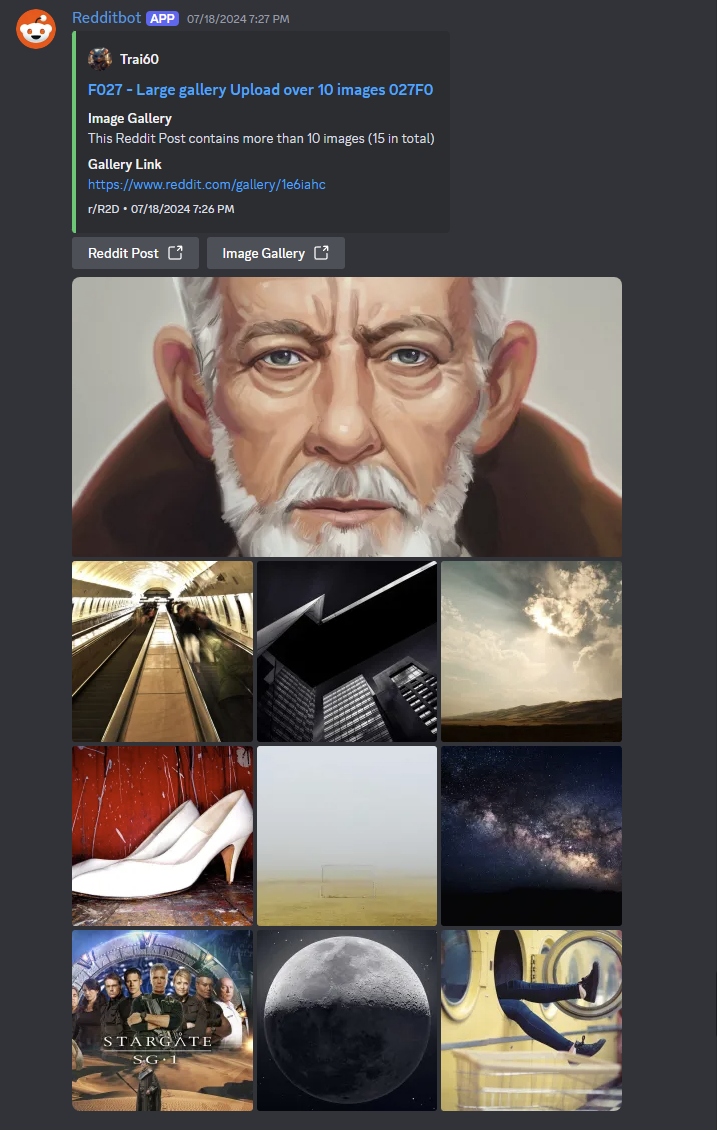 Redditbot APP 07/18/2024 7:27 PM
Trai60
F027 - Large gallery Upload over 10 images 027F0
Image Gallery
This Reddit Post contains more than 10 images (15 in total)
Gallery Link
https://www.reddit.com/gallery/1e6iahc
r/R2D • 07/18/2024 7:26 PM
Reddit Post
Image Gallery
STARGATE
SG·1